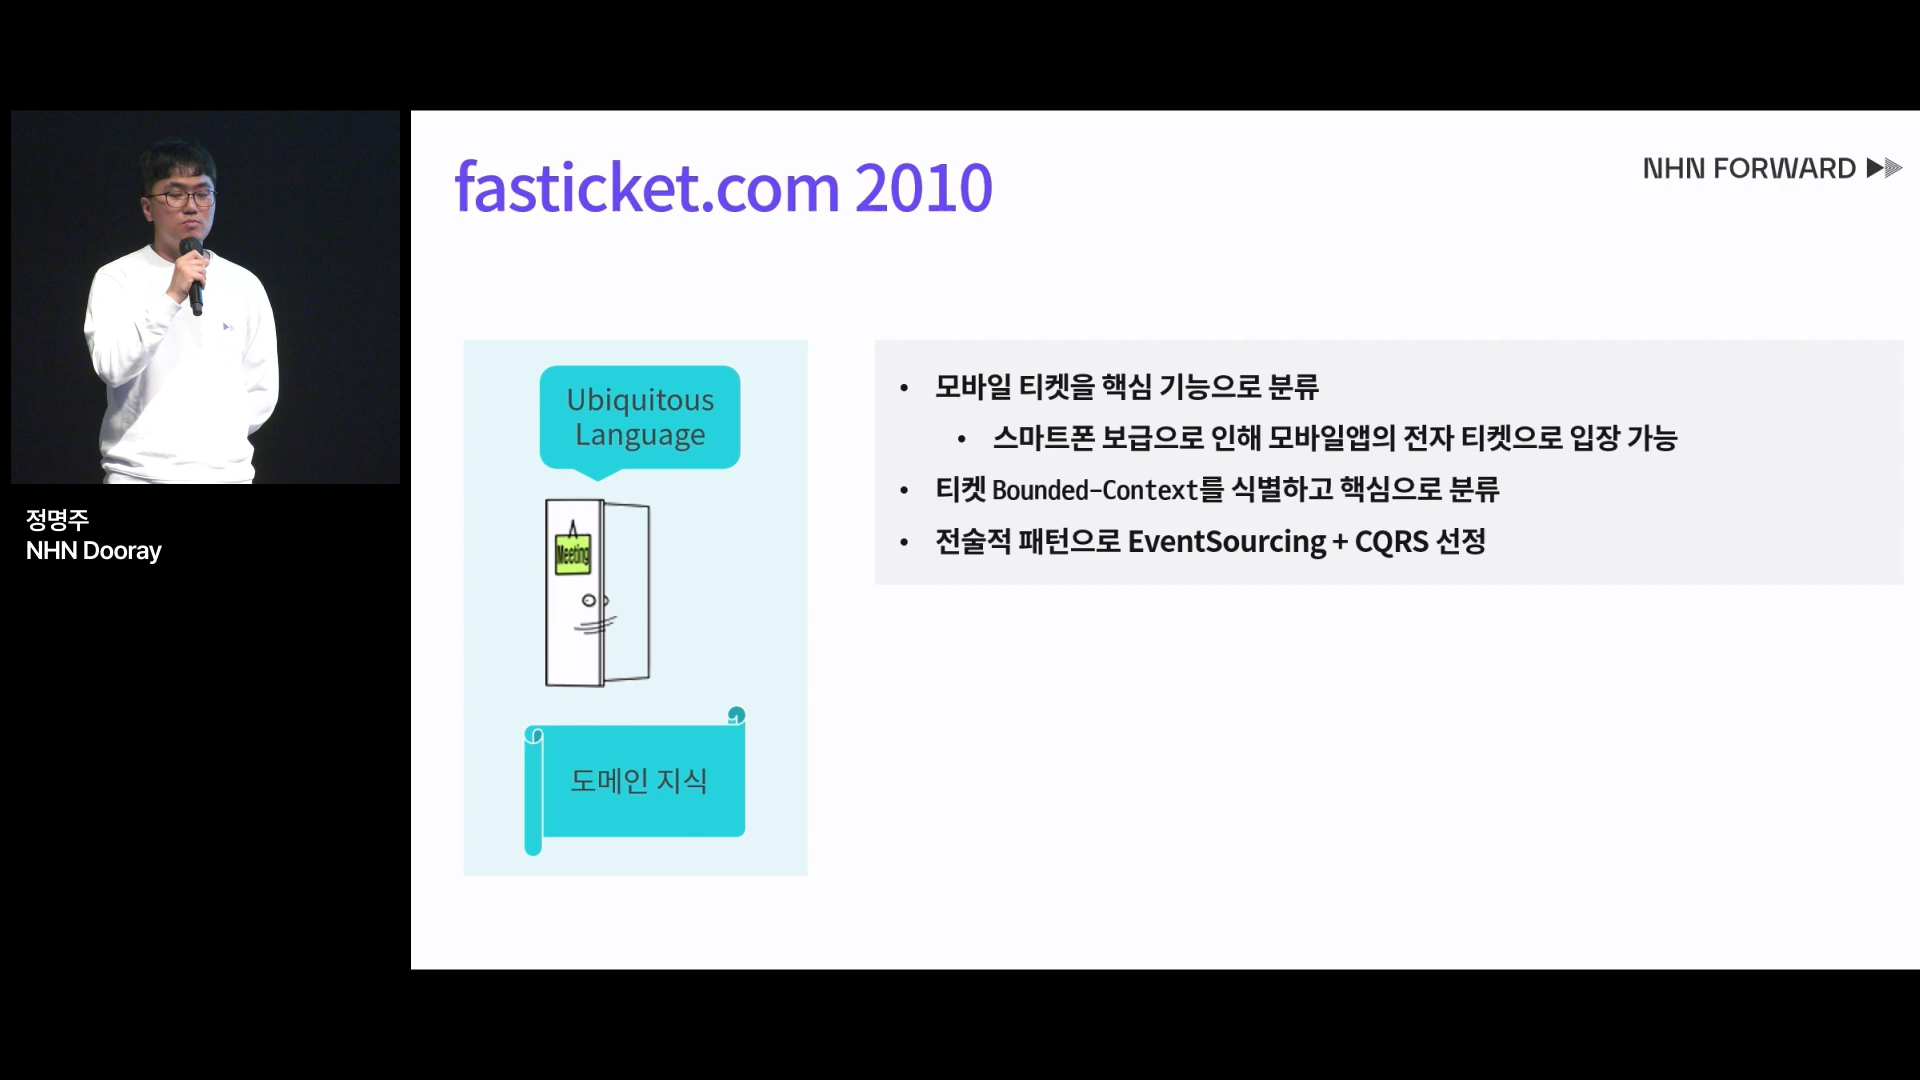 fasticket.com 2010
NHN FORWARD
정명주
NHN Dooray
Ubiquitous
Language
Meeting
도메인 지식
• 모바일 티켓을 핵심 기능으로 분류
• 스마트폰 보급으로 인해 모바일앱의 전자 티켓으로 입장 가능
• 티켓 Bounded-Context를 식별하고 핵심으로 분류
• 전술적 패턴으로 EventSourcing + CQRS 선정